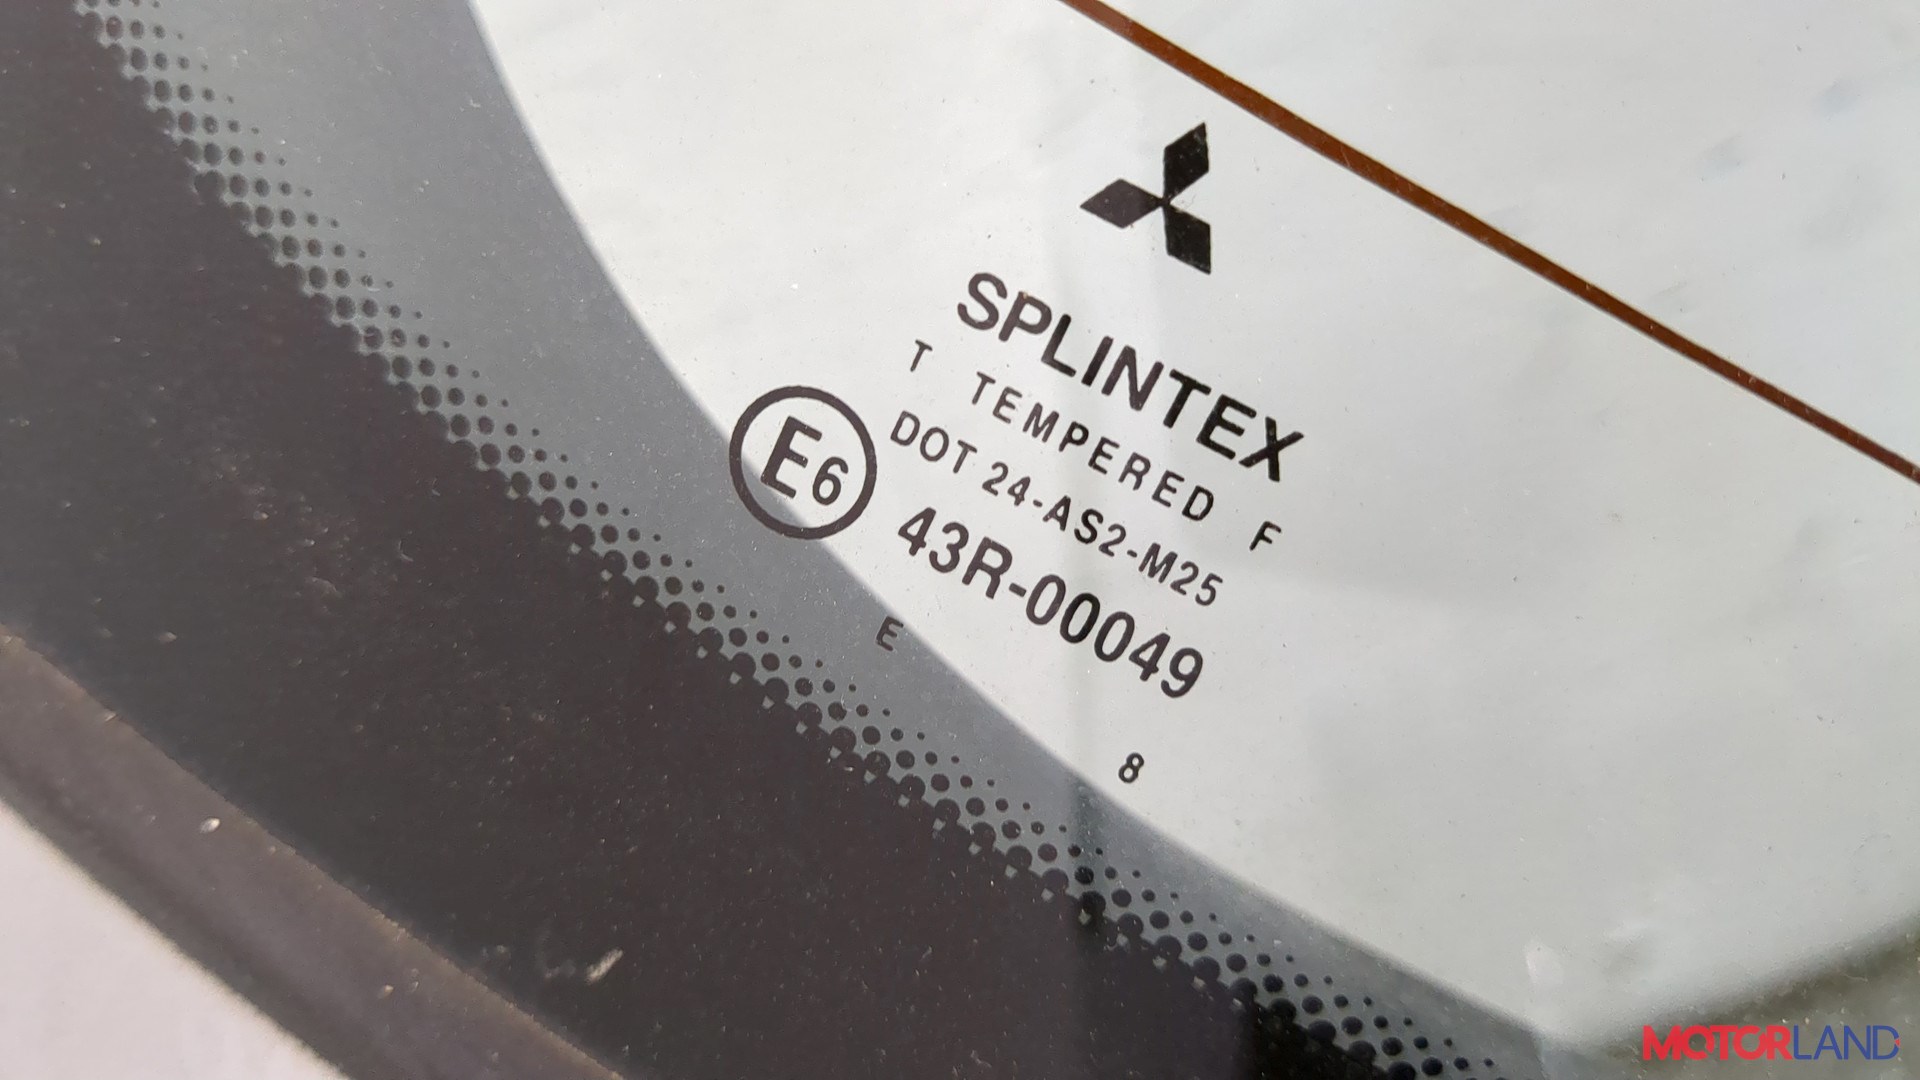 SPLINTEX
T TEMPERED F
DOT 24-AS2-M25
E6 43R-00049
E
8
MOTORLAND